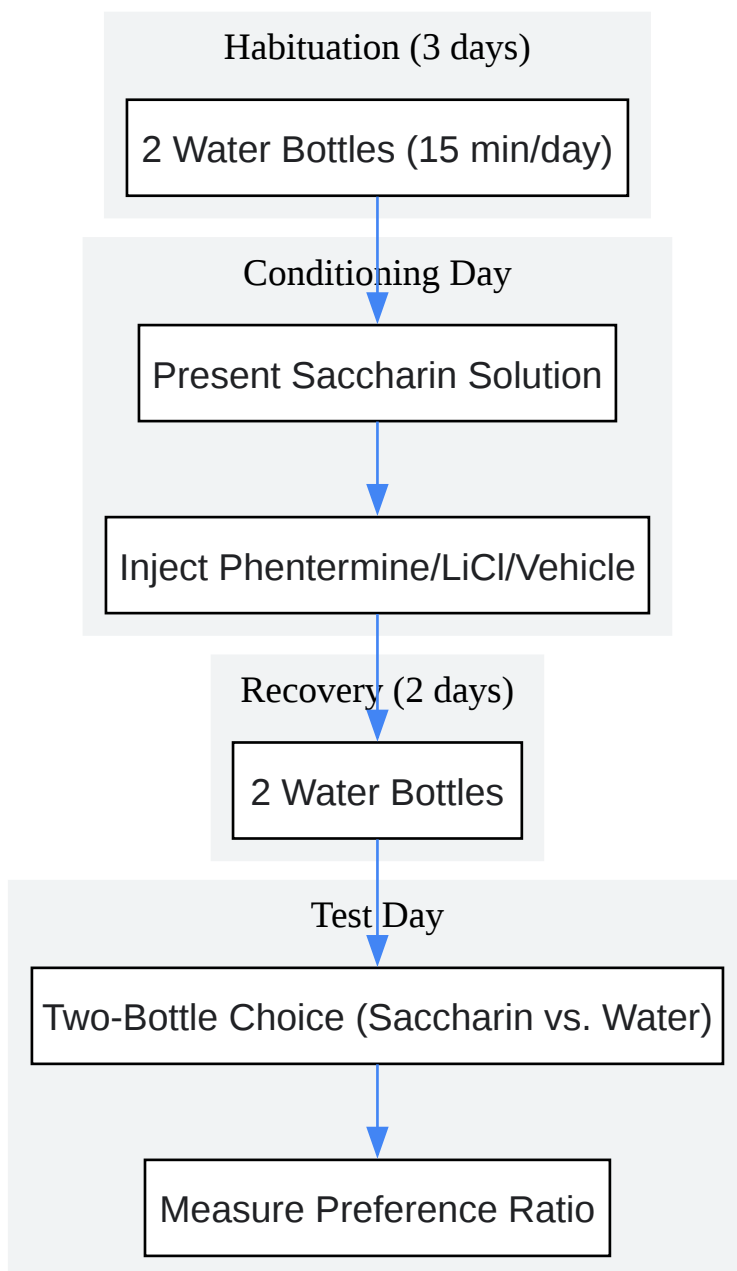 Habituation (3 days)
2 Water Bottles (15 min/day)
Conditioning Day
Present Saccharin Solution
Inject Phentermine/LiCl/Vehicle
Recovery (2 days)
2 Water Bottles
Test Day
Two-Bottle Choice (Saccharin vs. Water)
Measure Preference Ratio